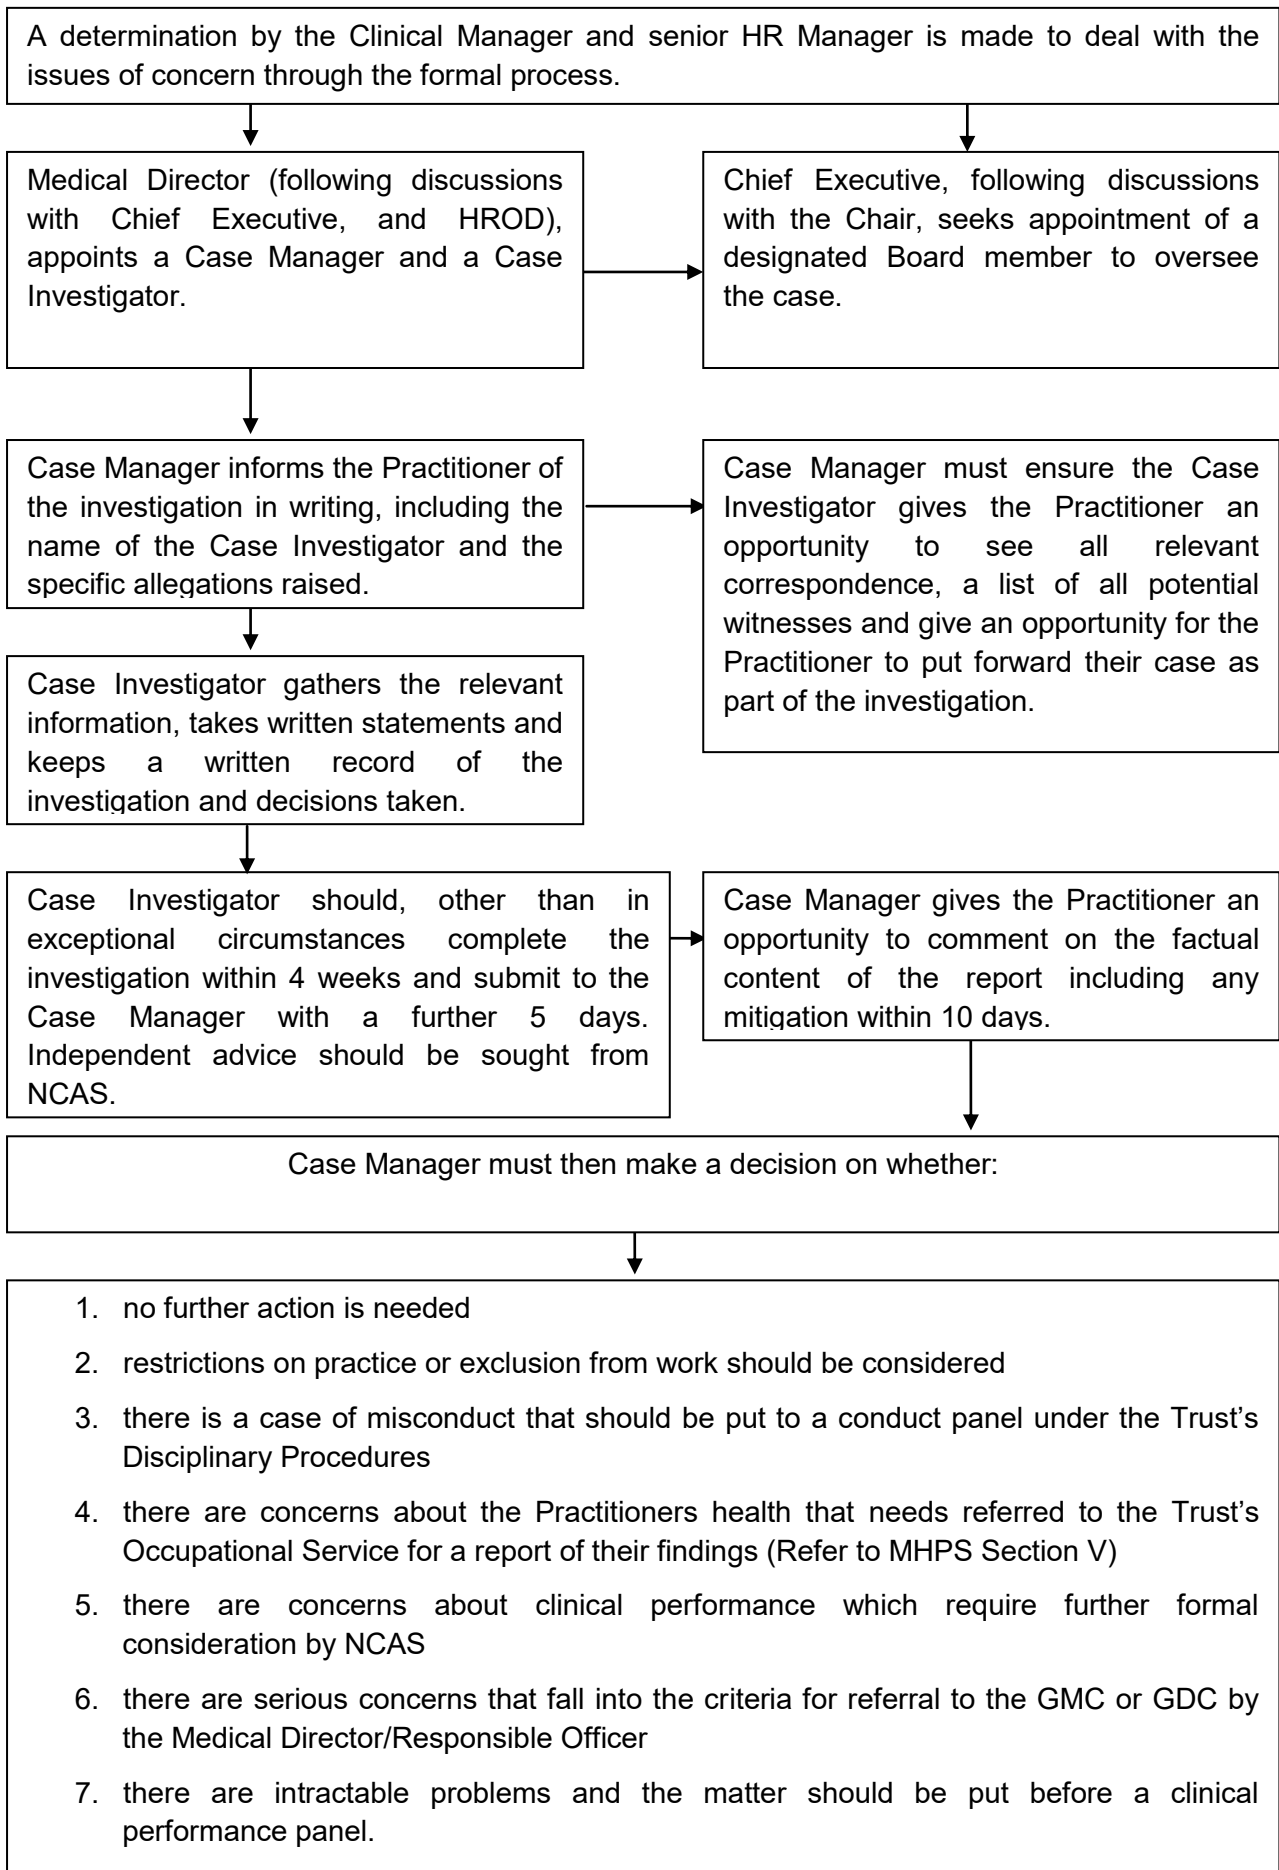 A determination by the Clinical Manager and senior HR Manager is made to deal with the
issues of concern through the formal process.
Medical Director (following discussions
with Chief Executive, and HROD),
appoints a Case Manager and a Case
Investigator.
Chief Executive, following discussions
with the Chair, seeks appointment of a
designated Board member to oversee
the case.
Case Manager informs the Practitioner of
the investigation in writing, including the
name of the Case Investigator and the
specific allegations raised.
Case Manager must ensure the Case
Investigator gives the Practitioner an
opportunity to see all relevant
correspondence, a list of all potential
witnesses and give an opportunity for the
Practitioner to put forward their case as
part of the investigation.
Case Investigator gathers the relevant
information, takes written statements and
keeps a written record of the
investigation and decisions taken.
Case Investigator should, other than in
exceptional circumstances complete the
investigation within 4 weeks and submit to the
Case Manager with a further 5 days.
Independent advice should be sought from
NCAS.
Case Manager gives the Practitioner an
opportunity to comment on the factual
content of the report including any
mitigation within 10 days.
Case Manager must then make a decision on whether:
1. no further action is needed
2. restrictions on practice or exclusion from work should be considered
3. there is a case of misconduct that should be put to a conduct panel under the Trust's
Disciplinary Procedures
4. there are concerns about the Practitioners health that needs referred to the Trust's
Occupational Service for a report of their findings (Refer to MHPS Section V)
5. there are concerns about clinical performance which require further formal
consideration by NCAS
6. there are serious concerns that fall into the criteria for referral to the GMC or GDC by
the Medical Director/Responsible Officer
7. there are intractable problems and the matter should be put before a clinical
performance panel.